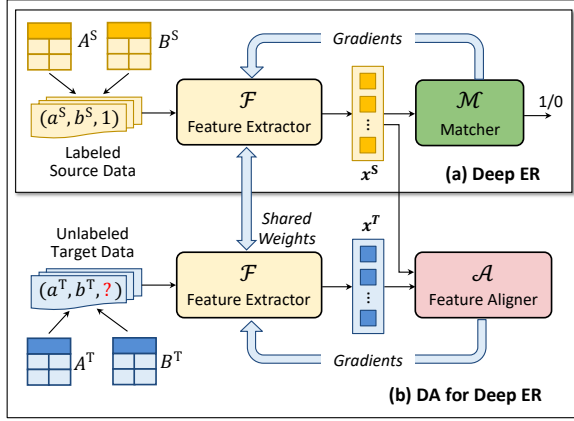 A^S
B^S
Gradients
(a^S, b^S, 1)
Labeled
Source Data
ℱ
Feature Extractor
⋮
x^S
ℳ
Matcher
1/0
(a) Deep ER
Shared
Weights
Unlabeled
Target Data
(a^T, b^T, ?)
A^T
B^T
ℱ
Feature Extractor
x^T
⋮
𝒜
Feature Aligner
Gradients
(b) DA for Deep ER